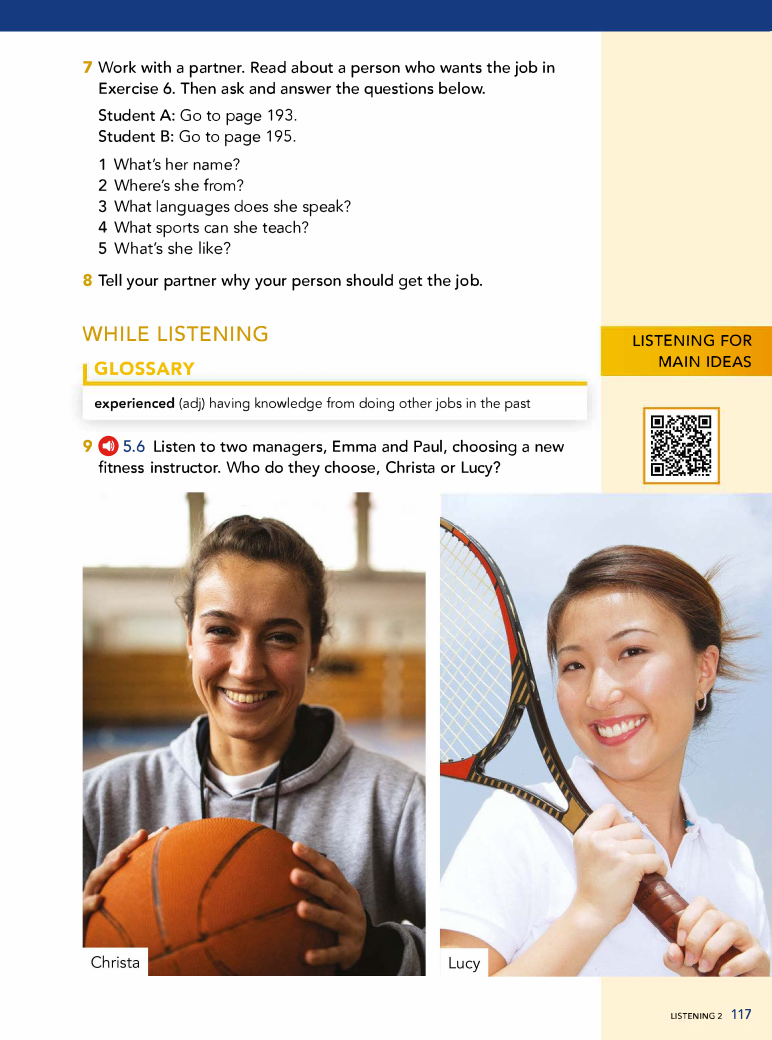 7 Work with a partner. Read about a person who wants the job in
Exercise 6. Then ask and answer the questions below.
Student A: Go to page 193.
Student B: Go to page 195.
1 What's her name?
2 Where's she from?
3 What languages does she speak?
4 What sports can she teach?
5 What's she like?
8 Tell your partner why your person should get the job.
WHILE LISTENING
LISTENING FOR
MAIN IDEAS
GLOSSARY
experienced (adj) having knowledge from doing other jobs in the past
9 5.6 Listen to two managers, Emma and Paul, choosing a new
fitness instructor. Who do they choose, Christa or Lucy?
Christa
Lucy
LISTENING 2 117